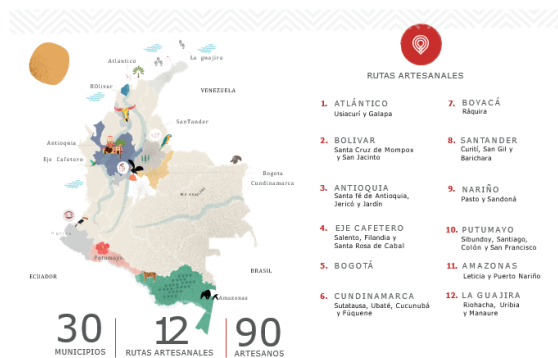 Atlántico
La guajira
BOlivar
VENEZUELA
SanTander
Antioquia
Eje Cafetero
Bogota
Cundinamarca
Putumayo
ECUADOR
BRASIL
Amazonas
30
MUNICIPIOS
12
RUTAS ARTESANALES
90
ARTESANOS
RUTAS ARTESANALES
1. ATLÁNTICO
Usiacurí y Galapa
2. BOLIVAR
Santa Cruz de Mompox
y San Jacinto
3. ANTIOQUIA
Santa fé de Antioquia,
Jericó y Jardín
4. EJE CAFETERO
Salento, Filandia y
Santa Rosa de Cabal
5. BOGOTÁ
6. CUNDINAMARCA
Sutatausa, Ubaté, Cucunubá
y Fúquene
7. BOYACÁ
Ráquira
8. SANTANDER
Curití, San Gil y
Barichara
9. NARIÑO
Pasto y Sandoná
10. PUTUMAYO
Sibundoy, Santiago,
Colón y San Francisco
11. AMAZONAS
Leticia y Puerto Nariño
12. LA GUAJIRA
Riohacha, Uribia
y Manaure